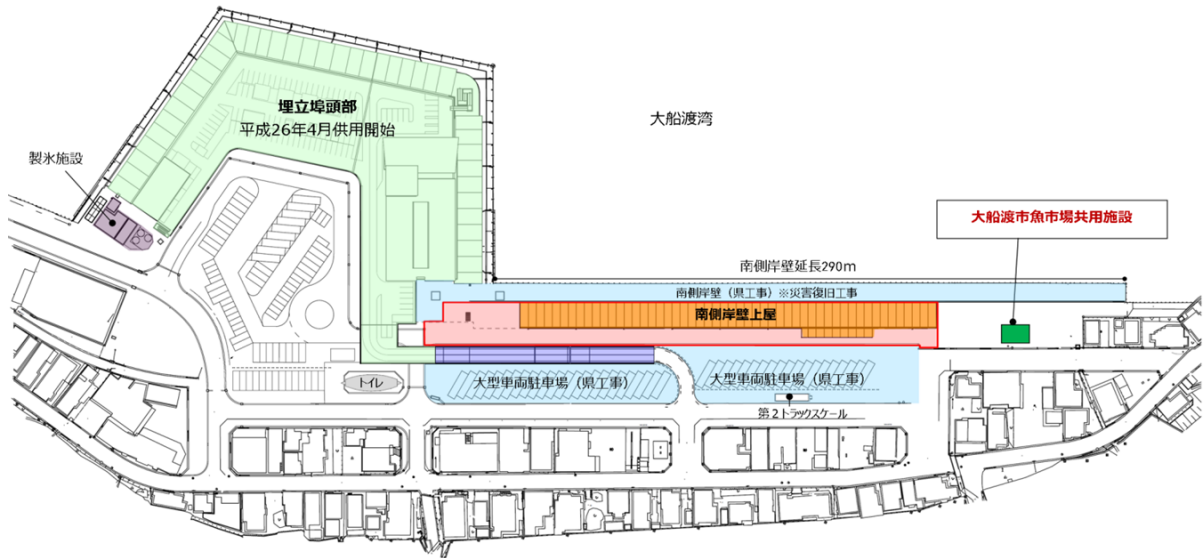 埋立埠頭部
平成26年4月供用開始
大船渡湾
製氷施設
大船渡市魚市場共用施設
南側岸壁延長290m
南側岸壁（県工事）※災害復旧工事
南側岸壁上屋
トイレ
大型車両駐車場（県工事）
大型車両駐車場（県工事）
第2トラックスケール